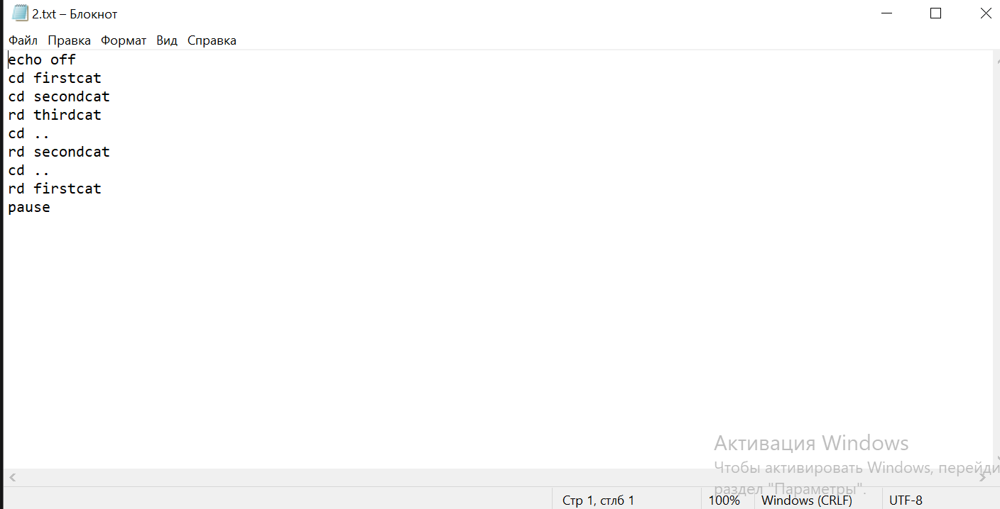 2.txt – Блокнот
Файл Правка Формат Вид Справка
echo off
cd firstcat
cd secondcat
rd thirdcat
cd ..
rd secondcat
cd ..
rd firstcat
pause
Активация Windows
Чтобы активировать Windows, перейди
раздел "Параметры".
Стр 1, стлб 1 100% Windows (CRLF) UTF-8